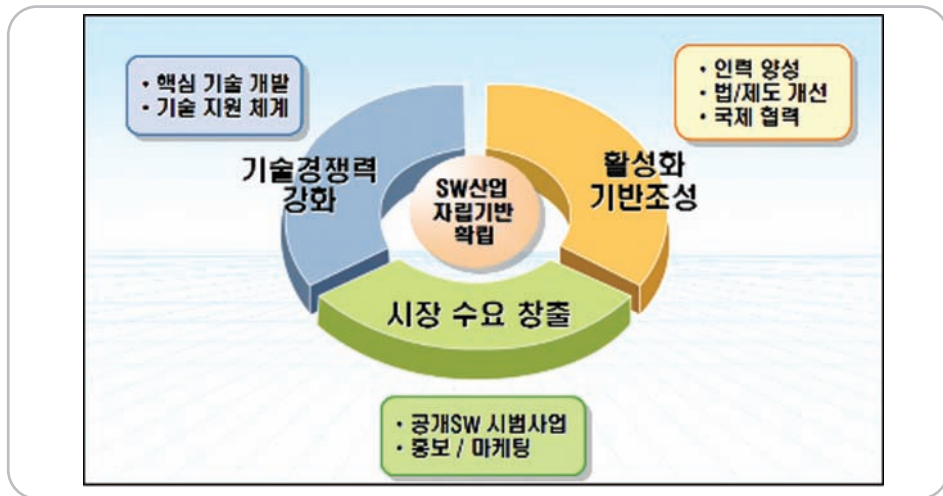 • 핵심 기술 개발
• 기술 지원 체계
• 인력 양성
• 법/제도 개선
• 국제 협력
기술경쟁력
강화
SW산업
자립기반
확립
활성화
기반조성
시장 수요 창출
• 공개SW 시범사업
• 홍보 / 마케팅